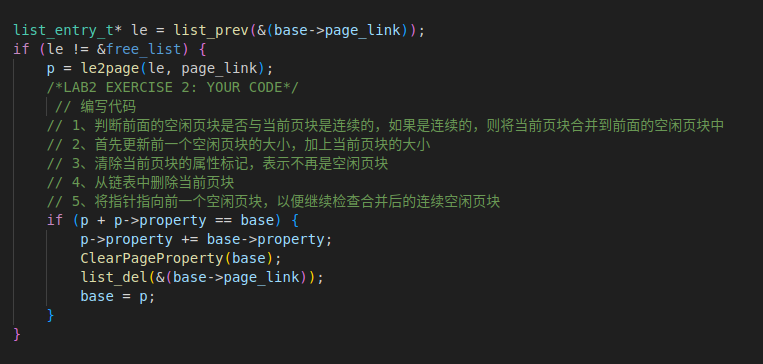 list_entry_t* le = list_prev(&(base->page_link));
if (le != &free_list) {
    p = le2page(le, page_link);
    /*LAB2 EXERCISE 2: YOUR CODE*/
     // 编写代码
    // 1、判断前面的空闲页块是否与当前页块是连续的，如果是连续的，则将当前页块合并到前面的空闲页块中
    // 2、首先更新前一个空闲页块的大小，加上当前页块的大小
    // 3、清除当前页块的属性标记，表示不再是空闲页块
    // 4、从链表中删除当前页块
    // 5、将指针指向前一个空闲页块，以便继续检查合并后的连续空闲页块
    if (p + p->property == base) {
        p->property += base->property;
        ClearPageProperty(base);
        list_del(&(base->page_link));
        base = p;
    }
}